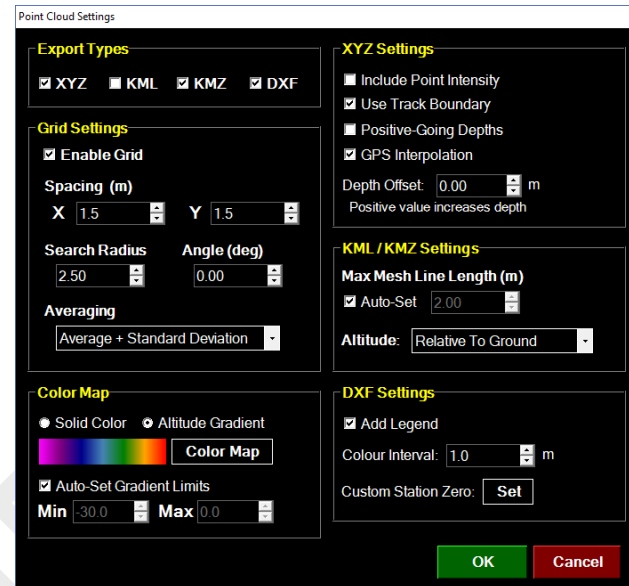 Point Cloud Settings
Export Types
XYZ KML KMZ DXF
Grid Settings
Enable Grid
Spacing (m)
X 1.5 Y 1.5
Search Radius Angle (deg)
2.50 0.00
Averaging
Average + Standard Deviation
Color Map
Solid Color Altitude Gradient
Color Map
Auto-Set Gradient Limits
Min -30.0 Max 0.0
XYZ Settings
Include Point Intensity
Use Track Boundary
Positive-Going Depths
GPS Interpolation
Depth Offset: 0.00 m
Positive value increases depth
KML / KMZ Settings
Max Mesh Line Length (m)
Auto-Set 2.00
Altitude: Relative To Ground
DXF Settings
Add Legend
Colour Interval: 1.0 m
Custom Station Zero: Set
OK Cancel